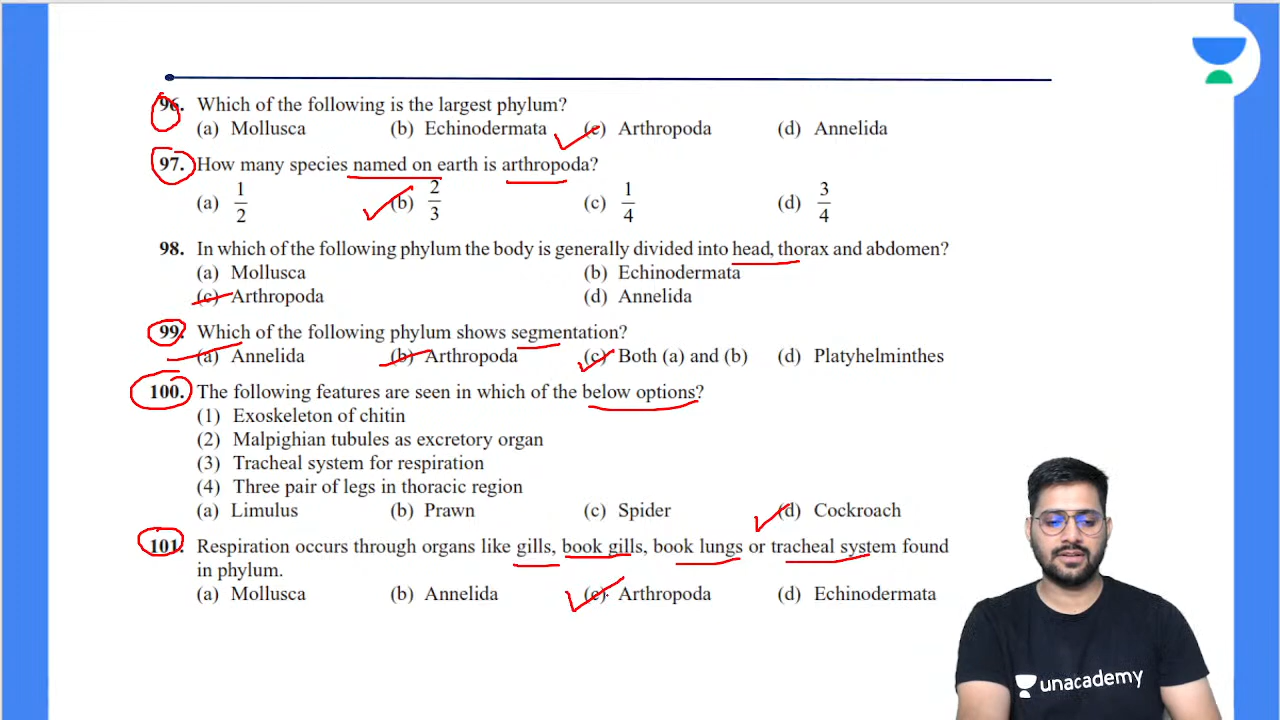 96. Which of the following is the largest phylum?
(a) Mollusca (b) Echinodermata (c) Arthropoda (d) Annelida
97. How many species named on earth is arthropoda?
(a) 1/2 (b) 2/3 (c) 1/4 (d) 3/4
98. In which of the following phylum the body is generally divided into head, thorax and abdomen?
(a) Mollusca (b) Echinodermata
(c) Arthropoda (d) Annelida
99. Which of the following phylum shows segmentation?
(a) Annelida (b) Arthropoda (c) Both (a) and (b) (d) Platyhelminthes
100. The following features are seen in which of the below options?
(1) Exoskeleton of chitin
(2) Malpighian tubules as excretory organ
(3) Tracheal system for respiration
(4) Three pair of legs in thoracic region
(a) Limulus (b) Prawn (c) Spider (d) Cockroach
101. Respiration occurs through organs like gills, book gills, book lungs or tracheal system found
in phylum.
(a) Mollusca (b) Annelida (c) Arthropoda (d) Echinodermata
unacademy